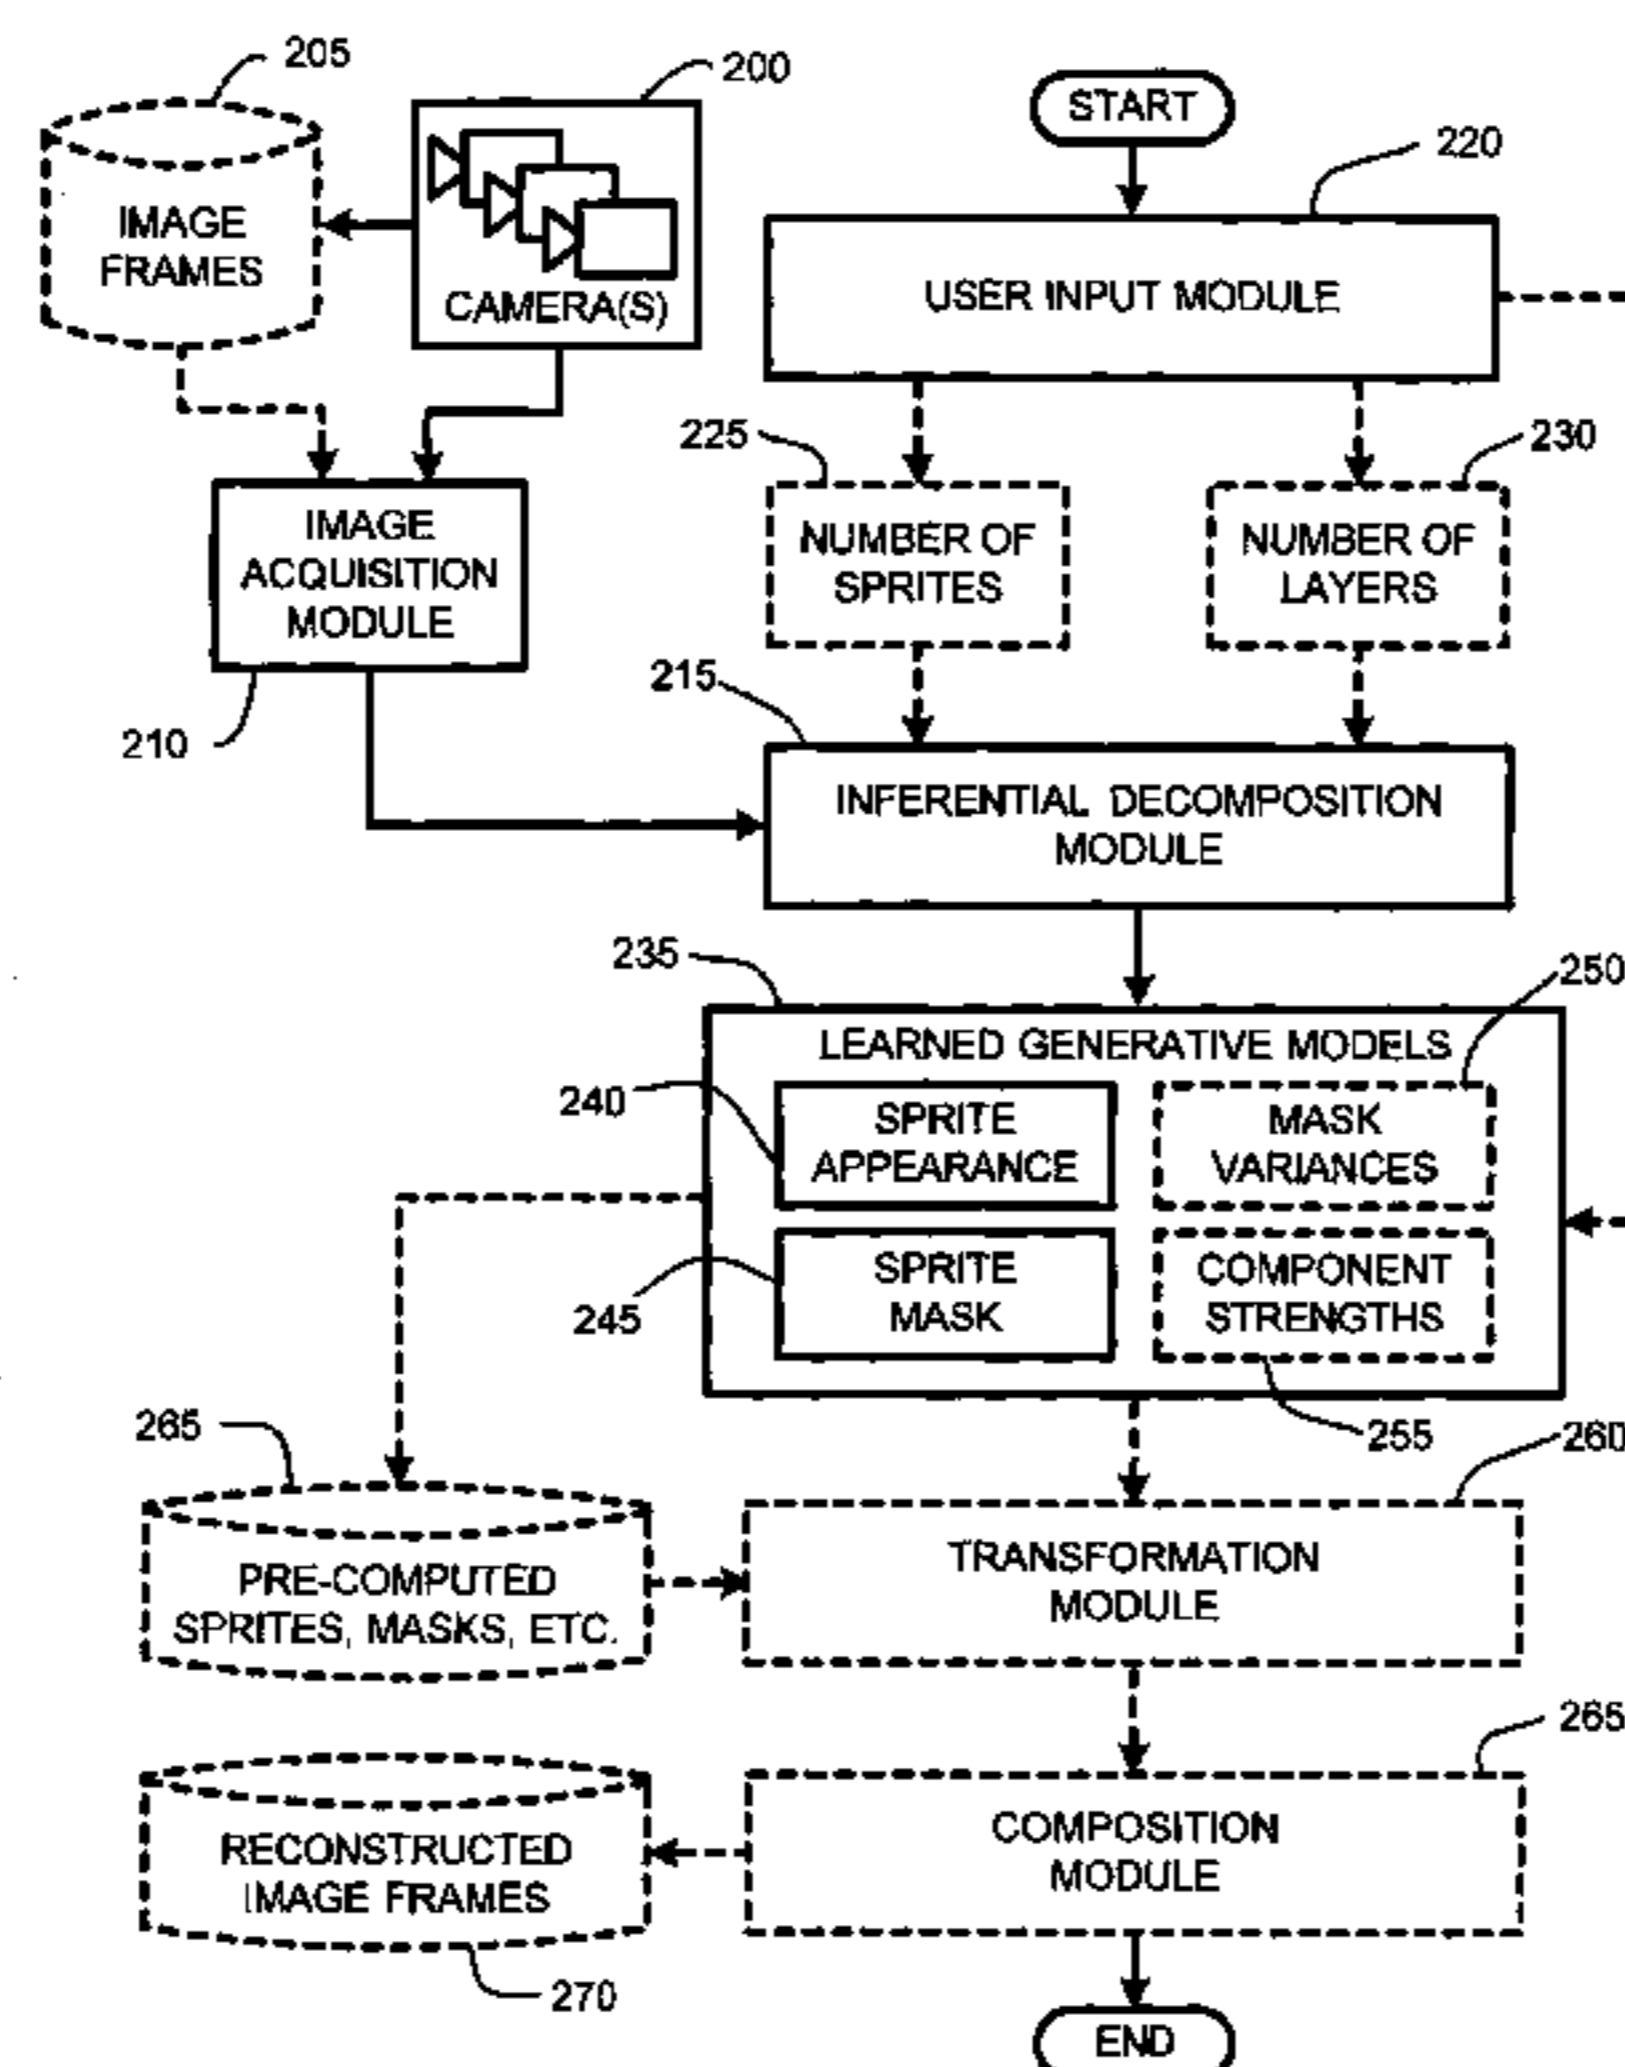 205
200
START
220
IMAGE
FRAMES
CAMERA(S)
USER INPUT MODULE
225
230
IMAGE
ACQUISITION
MODULE
NUMBER OF
SPRITES
NUMBER OF
LAYERS
210
215
INFERENTIAL DECOMPOSITION
MODULE
235
250
LEARNED GENERATIVE MODELS
240
SPRITE
APPEARANCE
MASK
VARIANCES
245
SPRITE
MASK
COMPONENT
STRENGTHS
265
255
260
PRE-COMPUTED
SPRITES, MASKS, ETC.
TRANSFORMATION
MODULE
265
RECONSTRUCTED
IMAGE FRAMES
COMPOSITION
MODULE
270
END